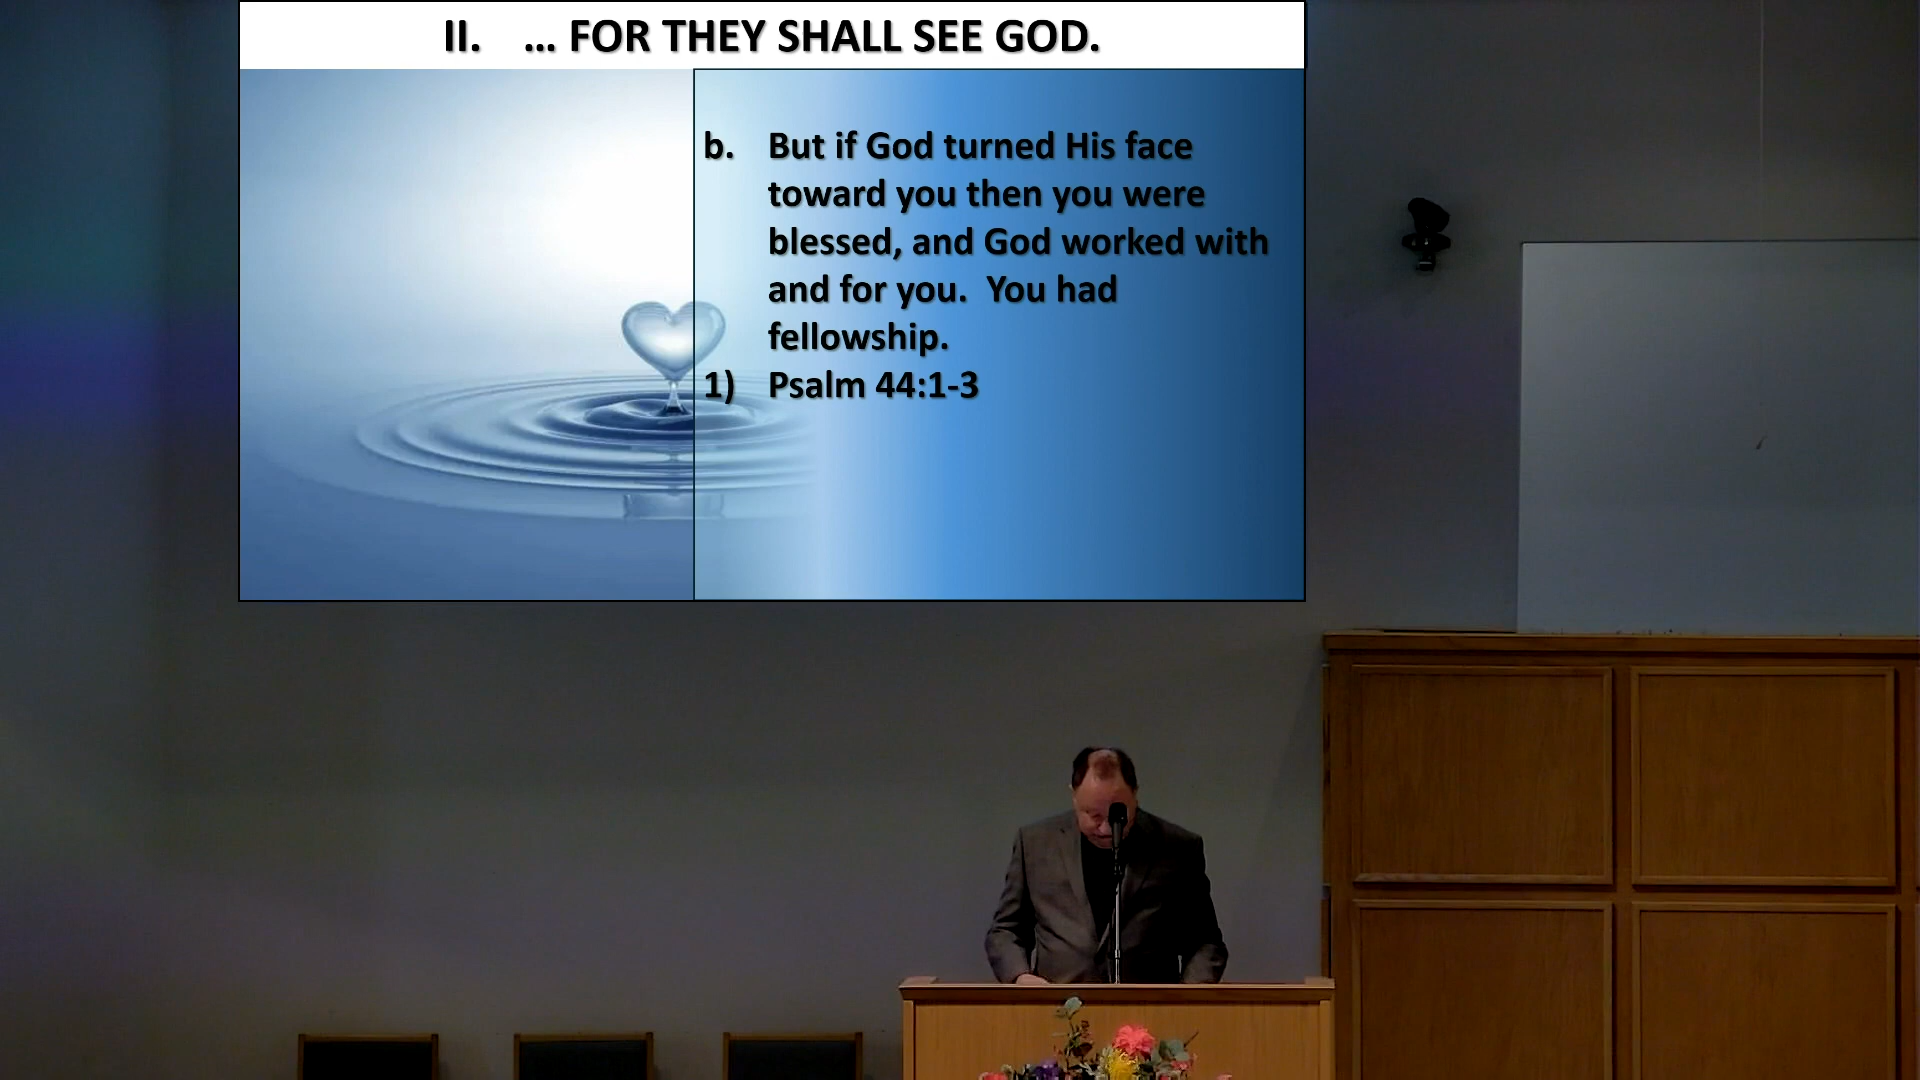 II. ... FOR THEY SHALL SEE GOD.
b. But if God turned His face
toward you then you were
blessed, and God worked with
and for you. You had
fellowship.
1) Psalm 44:1-3